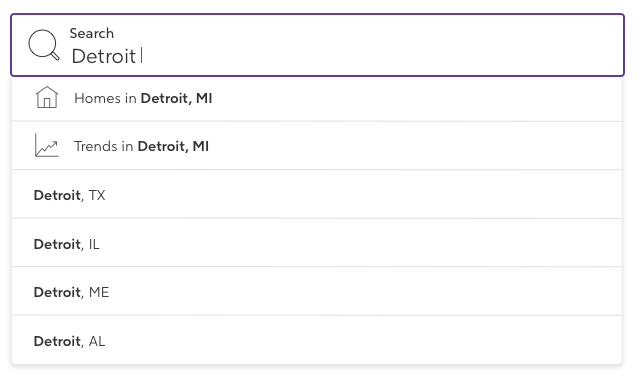 Search
Detroit
Homes in Detroit, MI
Trends in Detroit, MI
Detroit, TX
Detroit, IL
Detroit, ME
Detroit, AL